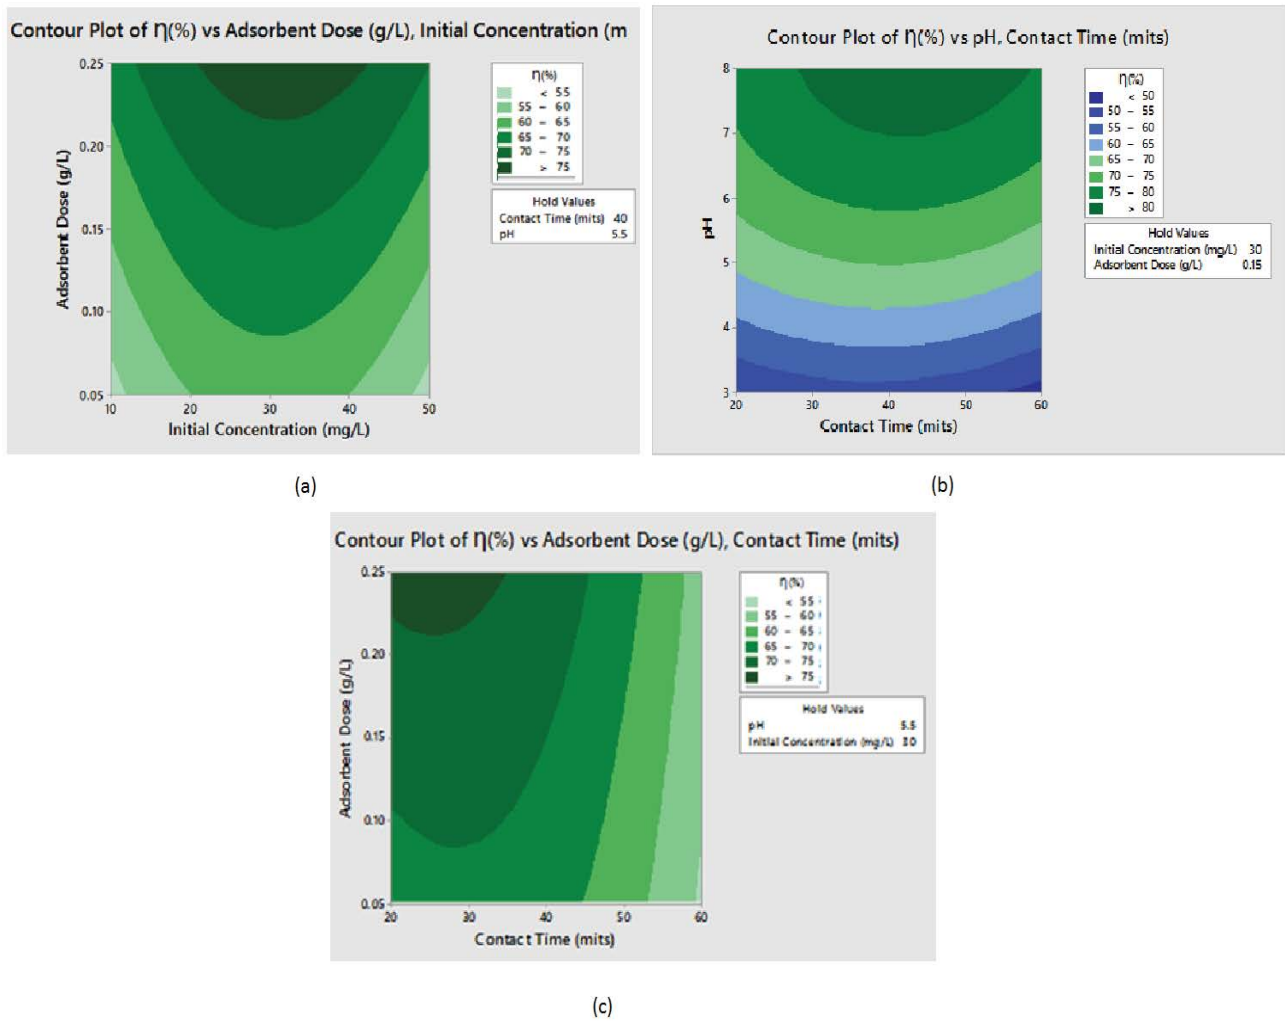 Contour Plot of η(%) vs Adsorbent Dose (g/L), Initial Concentration (m
0.25
0.20
0.15
0.10
0.05
Adsorbent Dose (g/L)
10 20 30 40 50
Initial Concentration (mg/L)
η(%)
< 55
55 – 60
60 – 65
65 – 70
70 – 75
> 75
Hold Values
Contact Time (mits) 40
pH 5.5
(a)
Contour Plot of η(%) vs pH, Contact Time (mits)
8
7
6
5
4
3
pH
20 30 40 50 60
Contact Time (mits)
η(%)
< 50
50 – 55
55 – 60
60 – 65
65 – 70
70 – 75
75 – 80
> 80
Hold Values
Initial Concentration (mg/L) 30
Adsorbent Dose (g/L) 0.15
(b)
Contour Plot of η(%) vs Adsorbent Dose (g/L), Contact Time (mits)
0.25
0.20
0.15
0.10
0.05
Adsorbent Dose (g/L)
20 30 40 50 60
Contact Time (mits)
η(%)
< 55
55 – 60
60 – 65
65 – 70
70 – 75
> 75
Hold Values
pH 5.5
Initial Concentration (mg/L) 30
(c)